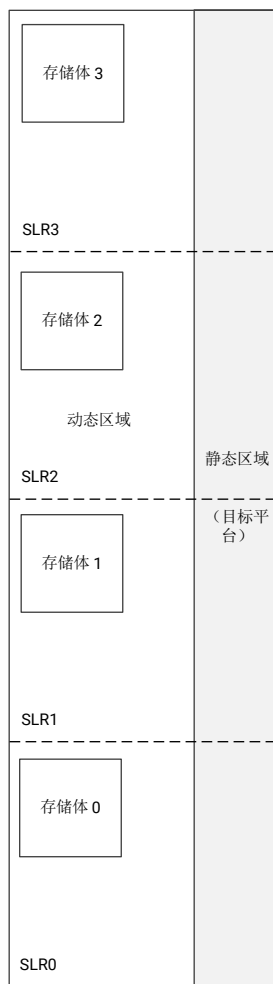 存储体 3
SLR3
存储体 2
动态区域
静态区域
SLR2
（目标平
台）
存储体 1
SLR1
存储体 0
SLR0